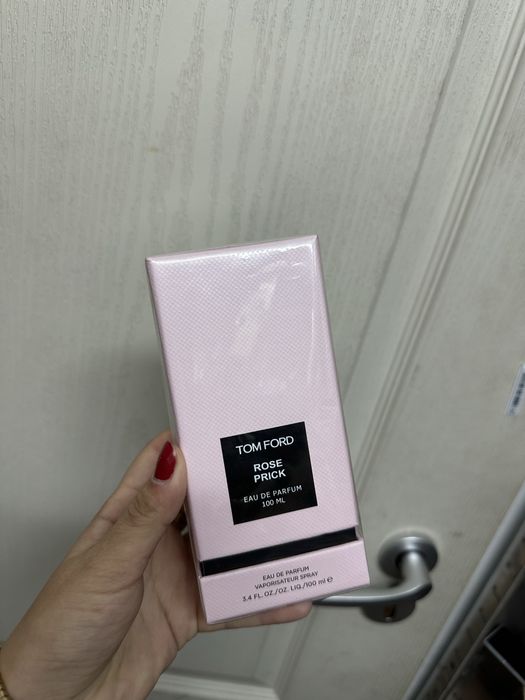 TOM FORD
ROSE
PRICK
EAU DE PARFUM
100 ML
EAU DE PARFUM
VAPORISATEUR SPRAY
3.4 FL.OZ./OZ. LIQ./100 ml ℮